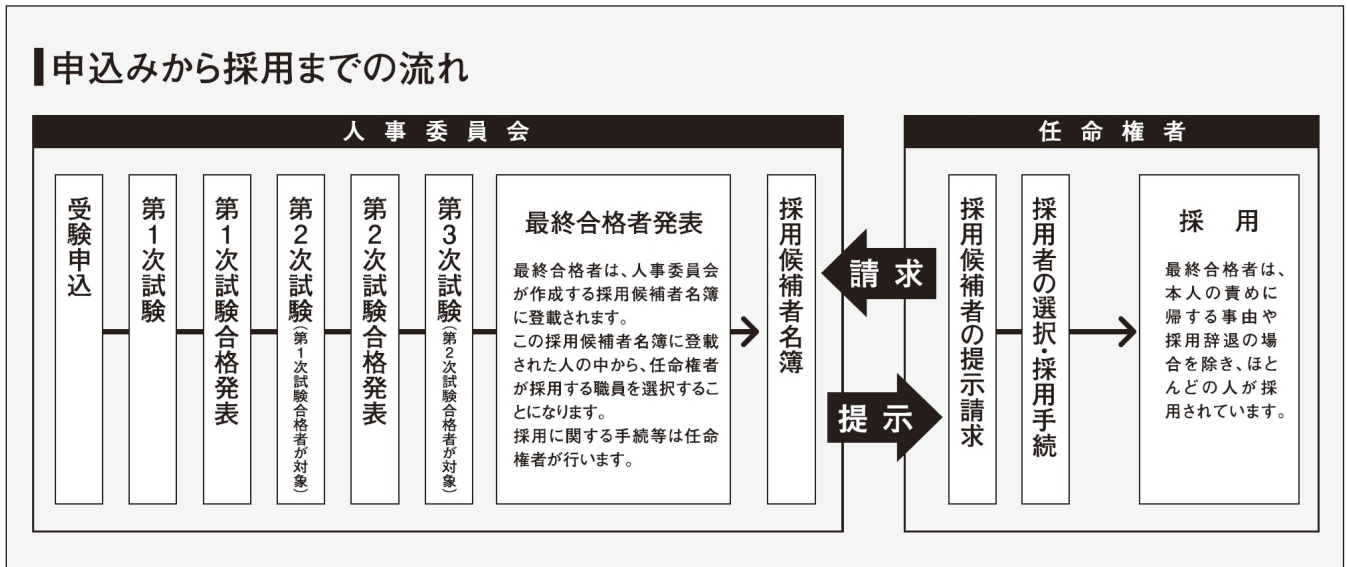 申込みから採用までの流れ
人事委員会
受験申込
第1次試験
第1次試験合格発表
第2次試験(第1次試験合格者が対象)
第2次試験合格発表
第3次試験(第2次試験合格者が対象)
最終合格者発表
最終合格者は、人事委員会
が作成する採用候補者名簿
に登載されます。
この採用候補者名簿に登載
された人の中から、任命権者
が採用する職員を選択するこ
とになります。
採用に関する手続等は任命
権者が行います。
採用候補者名簿
請求
提示
任命権者
採用候補者の提示請求
採用者の選択・採用手続
採用
最終合格者は、
本人の責めに
帰する事由や
採用辞退の場
合を除き、ほと
んどの人が採
用されています。